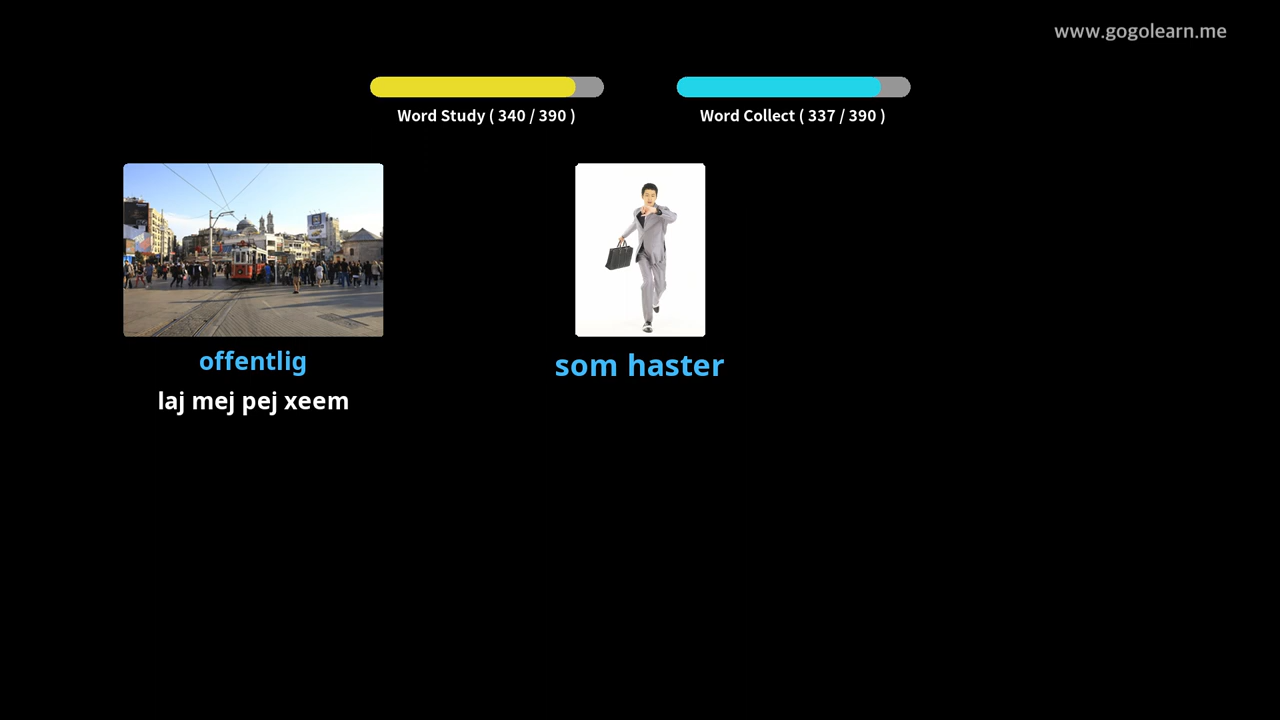 www.gogolearn.me
Word Study ( 340 / 390 )
Word Collect ( 337 / 390 )
offentlig
laj mej pej xeem
som haster